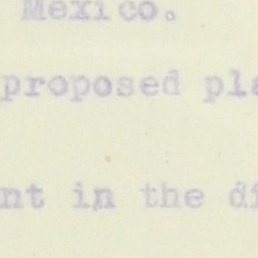 Mexico.
proposed pla
nt in the di